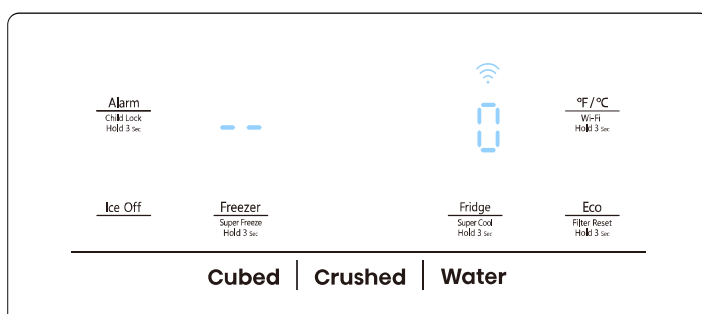 Alarm
Child Lock
Hold 3 Sec
-- 0
°F/°C
Wi-Fi
Hold 3 Sec
Ice Off
Freezer
Super Freeze
Hold 3 Sec
Fridge
Super Cool
Hold 3 Sec
Eco
Filter Reset
Hold 3 Sec
Cubed | Crushed | Water